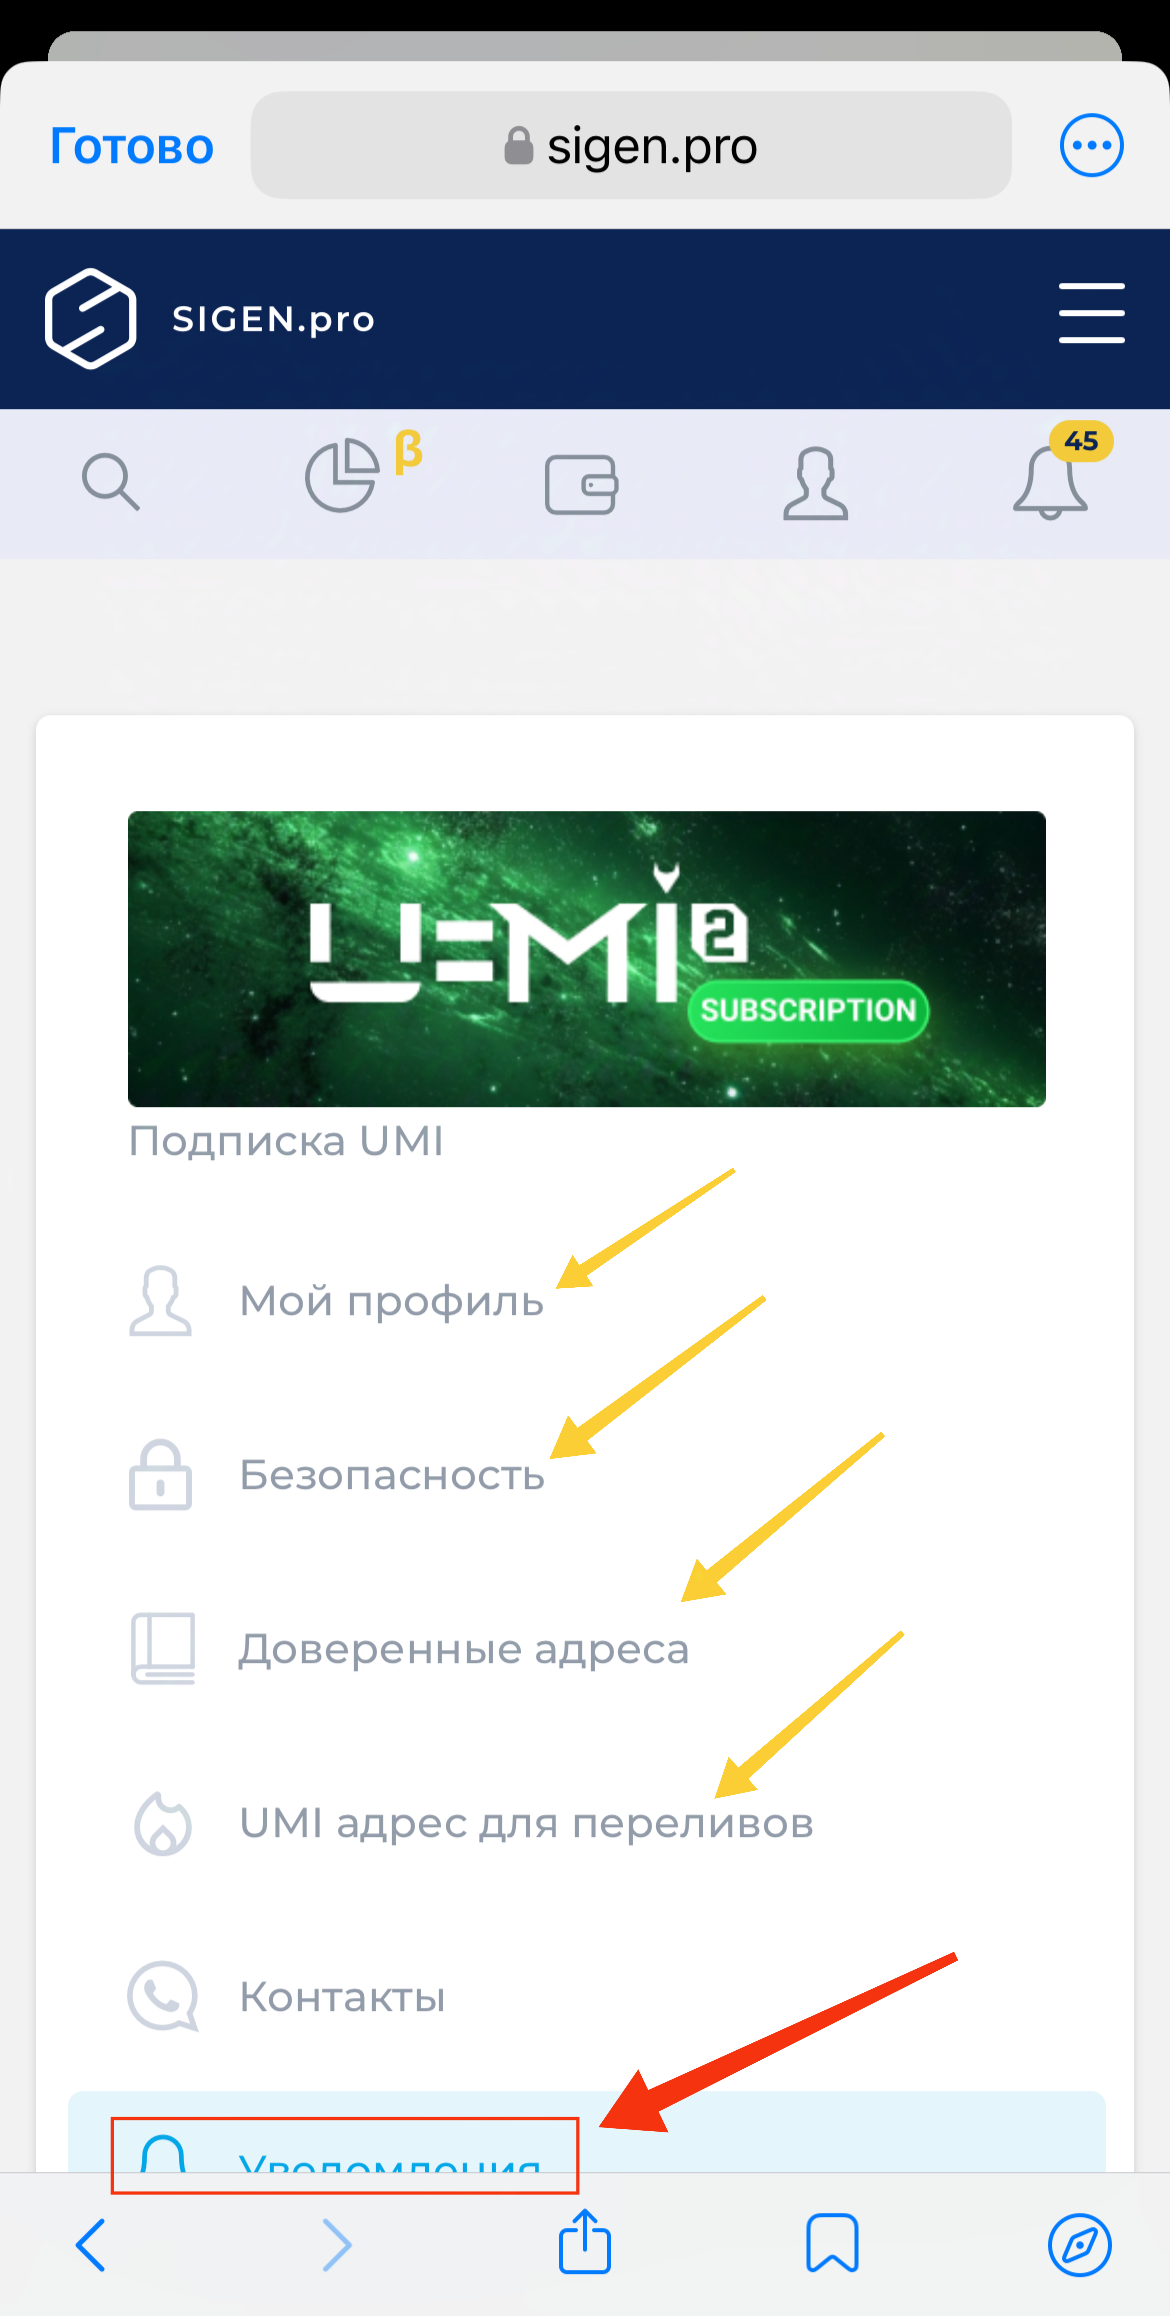 Готово
sigen.pro
SIGEN.pro
β
45
UMI 2
SUBSCRIPTION
Подписка UMI
Мой профиль
Безопасность
Доверенные адреса
UMI адрес для переливов
Контакты
Уведомления